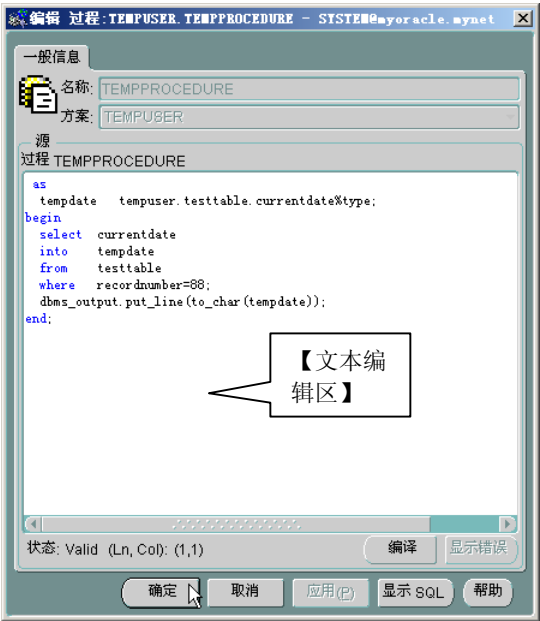 编辑 过程:TEMPUSER.TEMPPROCEDURE - SYSTEM@myoracle.mynet
一般信息
名称: TEMPPROCEDURE
方案: TEMPUSER
源
过程 TEMPPROCEDURE
as
tempdate tempuser.testtable.currentdate%type;
begin
select currentdate
into tempdate
from testtable
where recordnumber=88;
dbms_output.put_line(to_char(tempdate));
end;
【文本编
辑区】
状态: Valid (Ln, Col): (1,1)
编译
显示错误
确定
取消
应用(P)
显示 SQL
帮助